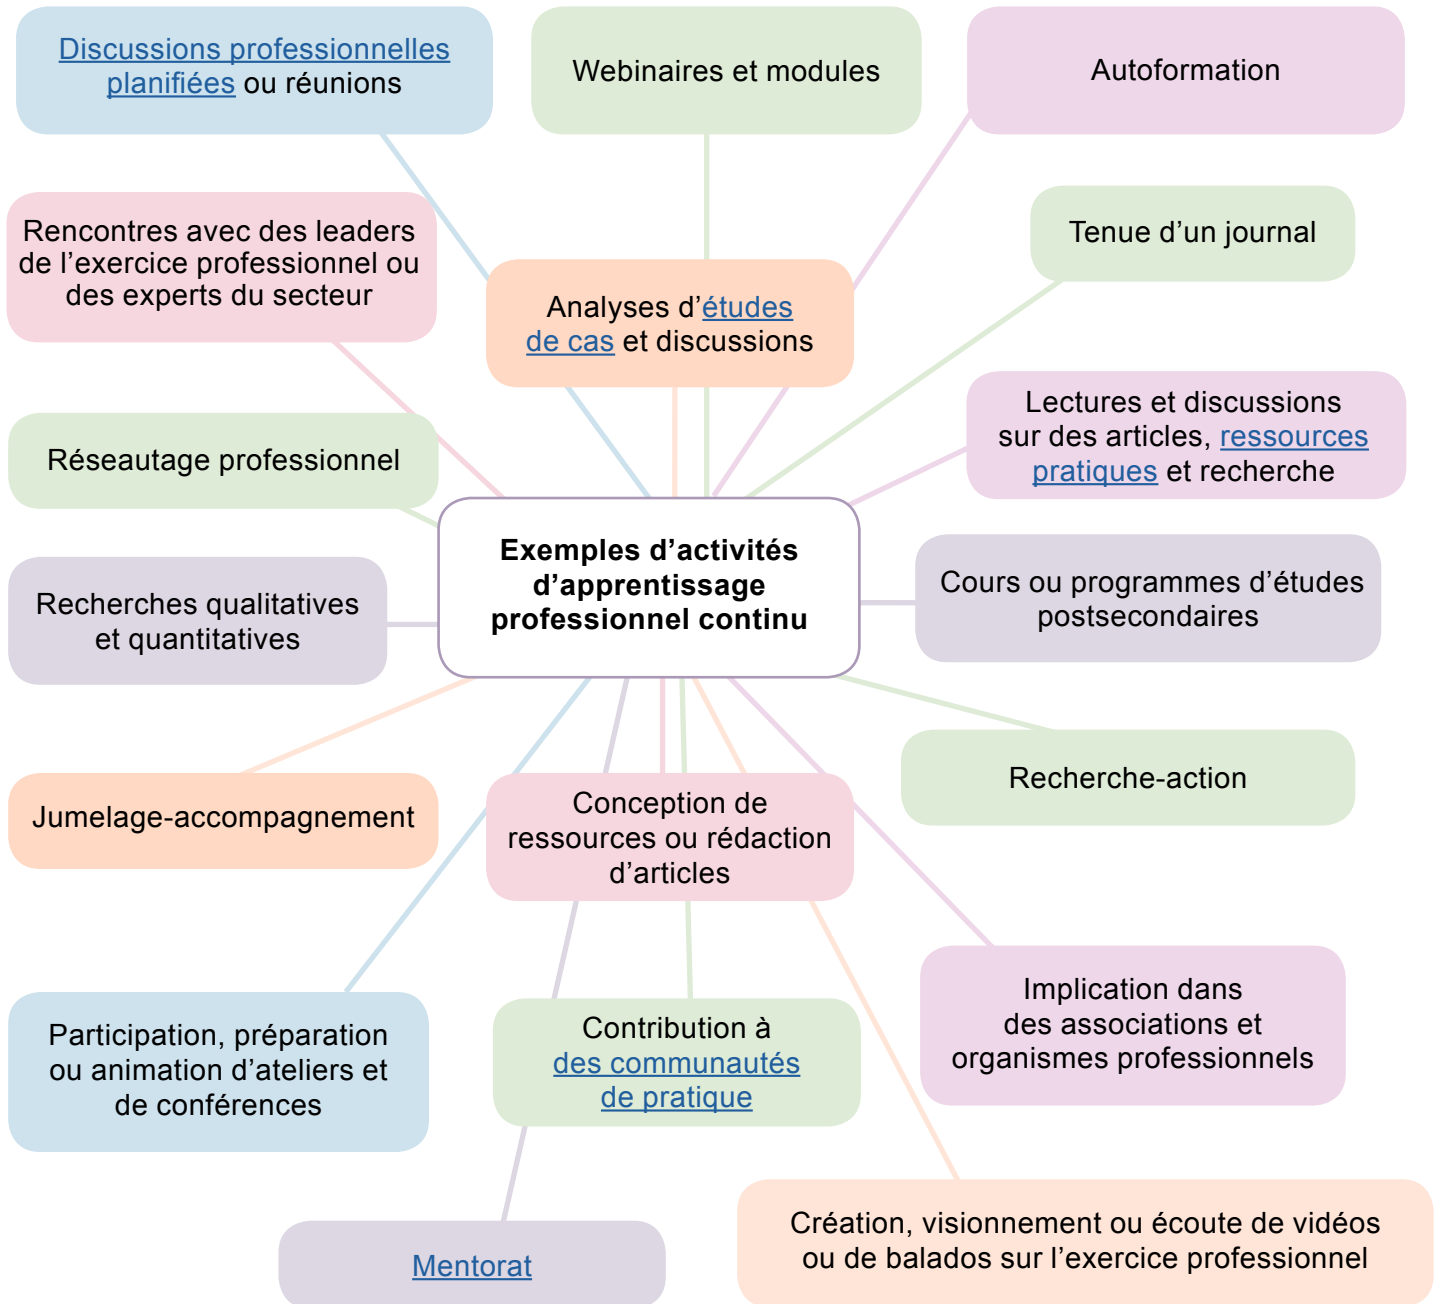 Discussions professionnelles
planifiées ou réunions
Webinaires et modules
Autoformation
Rencontres avec des leaders
de l’exercice professionnel ou
des experts du secteur
Tenue d’un journal
Analyses d’études
de cas et discussions
Lectures et discussions
sur des articles, ressources
pratiques et recherche
Réseautage professionnel
Exemples d’activités
d’apprentissage
professionnel continu
Recherches qualitatives
et quantitatives
Cours ou programmes d’études
postsecondaires
Jumelage-accompagnement
Conception de
ressources ou rédaction
d’articles
Recherche-action
Participation, préparation
ou animation d’ateliers et
de conférences
Contribution à
des communautés
de pratique
Implication dans
des associations et
organismes professionnels
Mentorat
Création, visionnement ou écoute de vidéos
ou de balados sur l’exercice professionnel